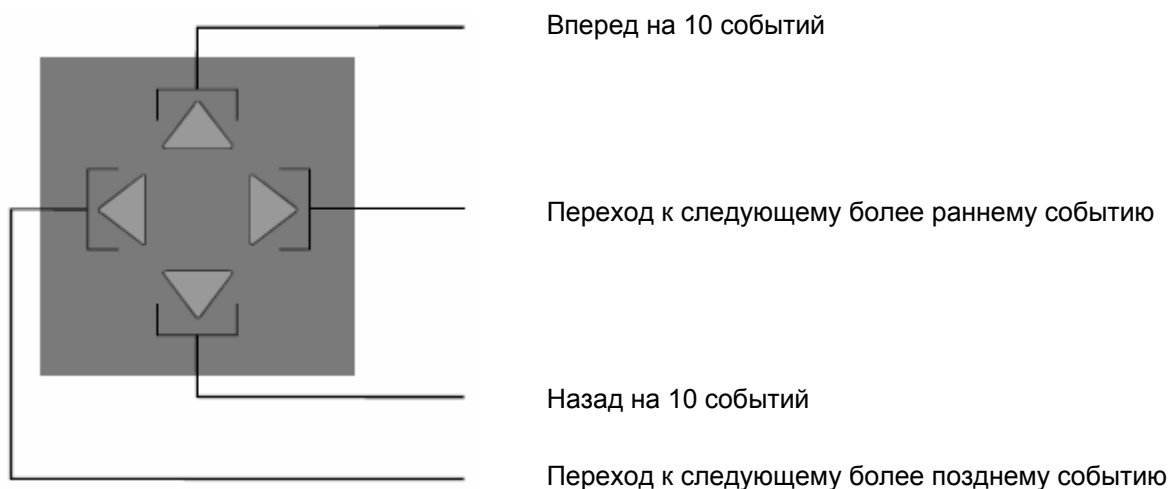 Вперед на 10 событий
Переход к следующему более раннему событию
Назад на 10 событий
Переход к следующему более позднему событию